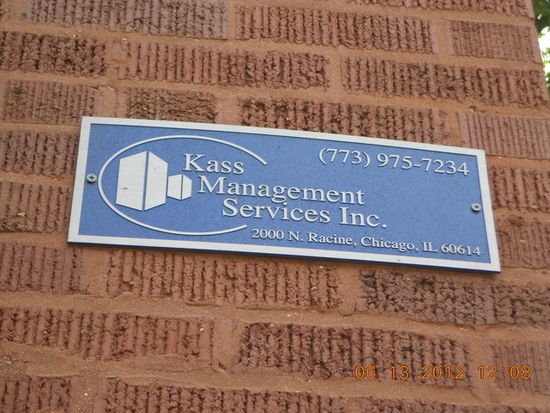 (773) 975-7234
Kass
Management
Services Inc.
2000 N. Racine, Chicago, IL 60614
06 13 2012 12 08